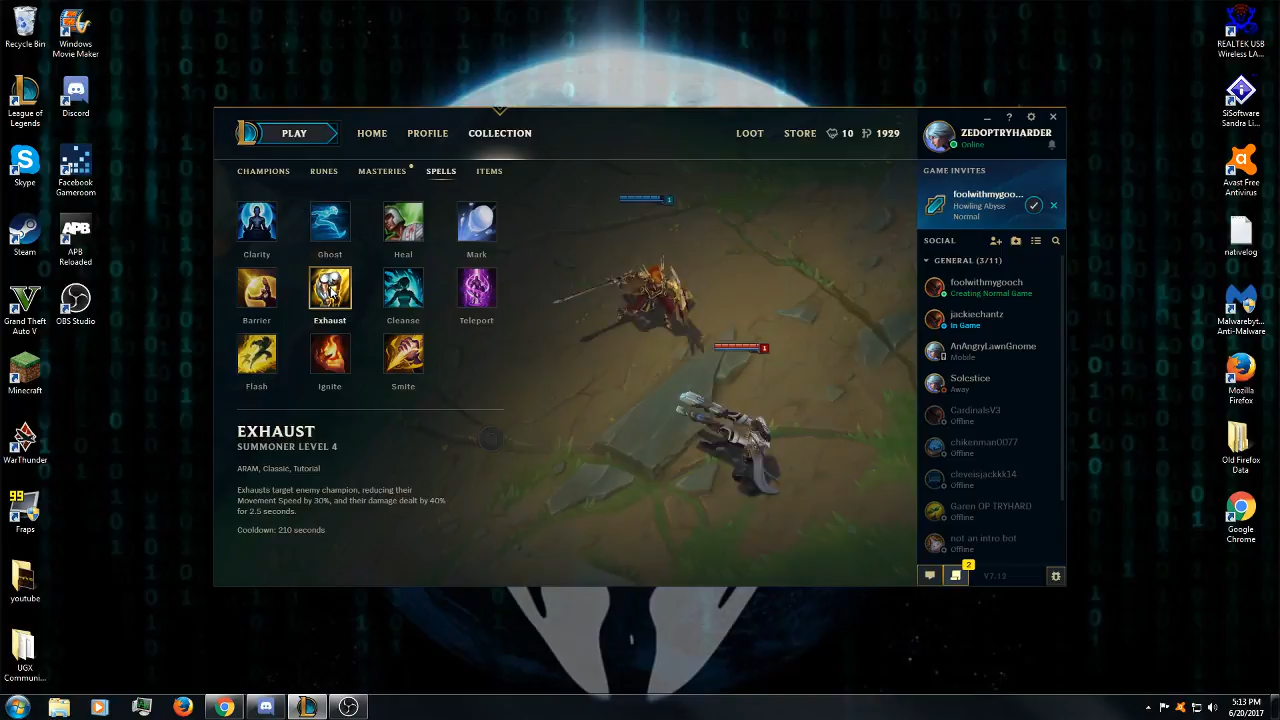 Recycle Bin
Windows
Movie Maker
League of
Legends
Discord
Skype
Facebook
Gameroom
Steam
APB
Reloaded
Grand Theft
Auto V
OBS Studio
Minecraft
WarThunder
99
Fraps
youtube
UGX
Communi...
PLAY
HOME
PROFILE
COLLECTION
LOOT
STORE
10
1929
CHAMPIONS
RUNES
MASTERIES
SPELLS
ITEMS
Clarity
Ghost
Heal
Mark
Barrier
Exhaust
Cleanse
Teleport
Flash
Ignite
Smite
EXHAUST
SUMMONER LEVEL 4
ARAM, Classic, Tutorial
Exhausts target enemy champion, reducing their
Movement Speed by 30%, and their damage dealt by 40%
for 2.5 seconds.
Cooldown: 210 seconds
1
1
?
ZEDOPTRYHARDER
Online
GAME INVITES
foolwithmygoo...
Howling Abyss
Normal
SOCIAL
GENERAL (3/11)
foolwithmygooch
Creating Normal Game
jackiechantz
In Game
AnAngryLawnGnome
Mobile
Solcstice
Away
CardinalsV3
Offline
chikenman0077
Offline
cleveisjackkk14
Offline
Garen OP TRYHARD
Offline
not an intro bot
Offline
2
V7.12
REALTEK USB
Wireless LA...
SiSoftware
Sandra Li...
Avast Free
Antivirus
nativelog
Malwarebyt...
Anti-Malware
Mozilla
Firefox
Old Firefox
Data
Google
Chrome
5:13 PM
6/20/2017